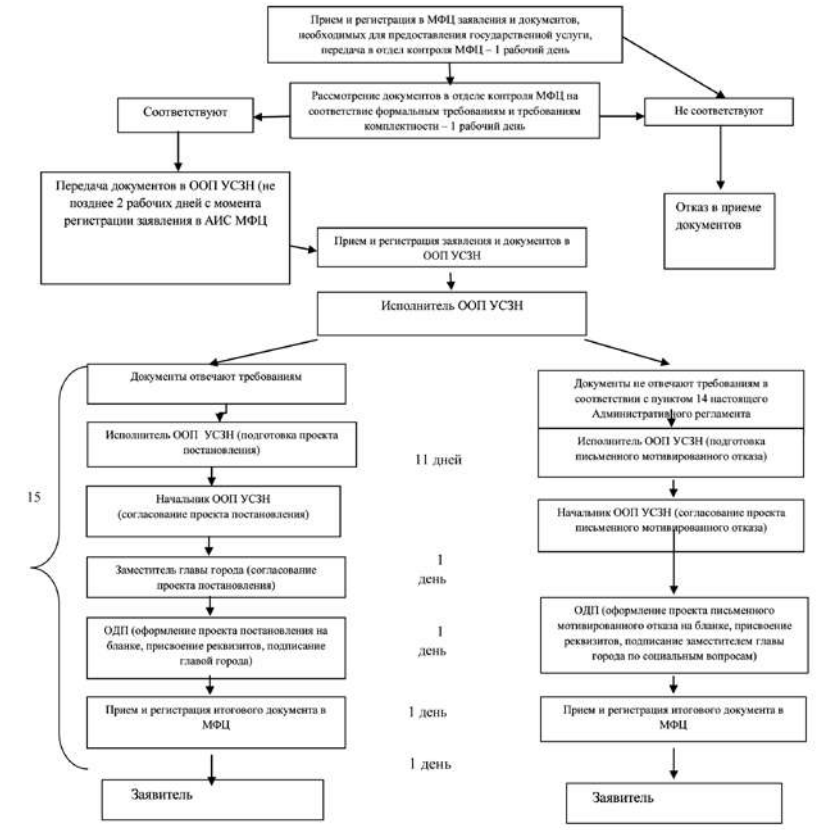 Прием и регистрация в МФЦ заявления и документов,
необходимых для предоставления государственной услуги,
передача в отдел контроля МФЦ – 1 рабочий день
Соответствуют
Рассмотрение документов в отделе контроля МФЦ на
соответствие формальным требованиям и требованиям
комплектности – 1 рабочий день
Не соответствуют
Передача документов в ООП УСЗН (не
позднее 2 рабочих дней с момента
регистрации заявления в АИС МФЦ
Отказ в приеме
документов
Прием и регистрация заявления и документов в
ООП УСЗН
Исполнитель ООП УСЗН
Документы отвечают требованиям
Документы не отвечают требованиям в
соответствии с пунктом 14 настоящего
Административного регламента
Исполнитель ООП УСЗН (подготовка проекта
постановления)
11 дней
Исполнитель ООП УСЗН (подготовка
письменного мотивированного отказа)
15
Начальник ООП УСЗН
(согласование проекта постановления)
Начальник ООП УСЗН (согласование проекта
письменного мотивированного отказа)
Заместитель главы города (согласование
проекта постановления)
1
день
ОДП (оформление проекта постановления на
бланке, присвоение реквизитов, подписание
главой города)
1
день
ОДП (оформление проекта письменного
мотивированного отказа на бланке, присвоение
реквизитов, подписание заместителем главы
города по социальным вопросам)
Прием и регистрация итогового документа в
МФЦ
1 день
Прием и регистрация итогового документа в
МФЦ
1 день
Заявитель
Заявитель